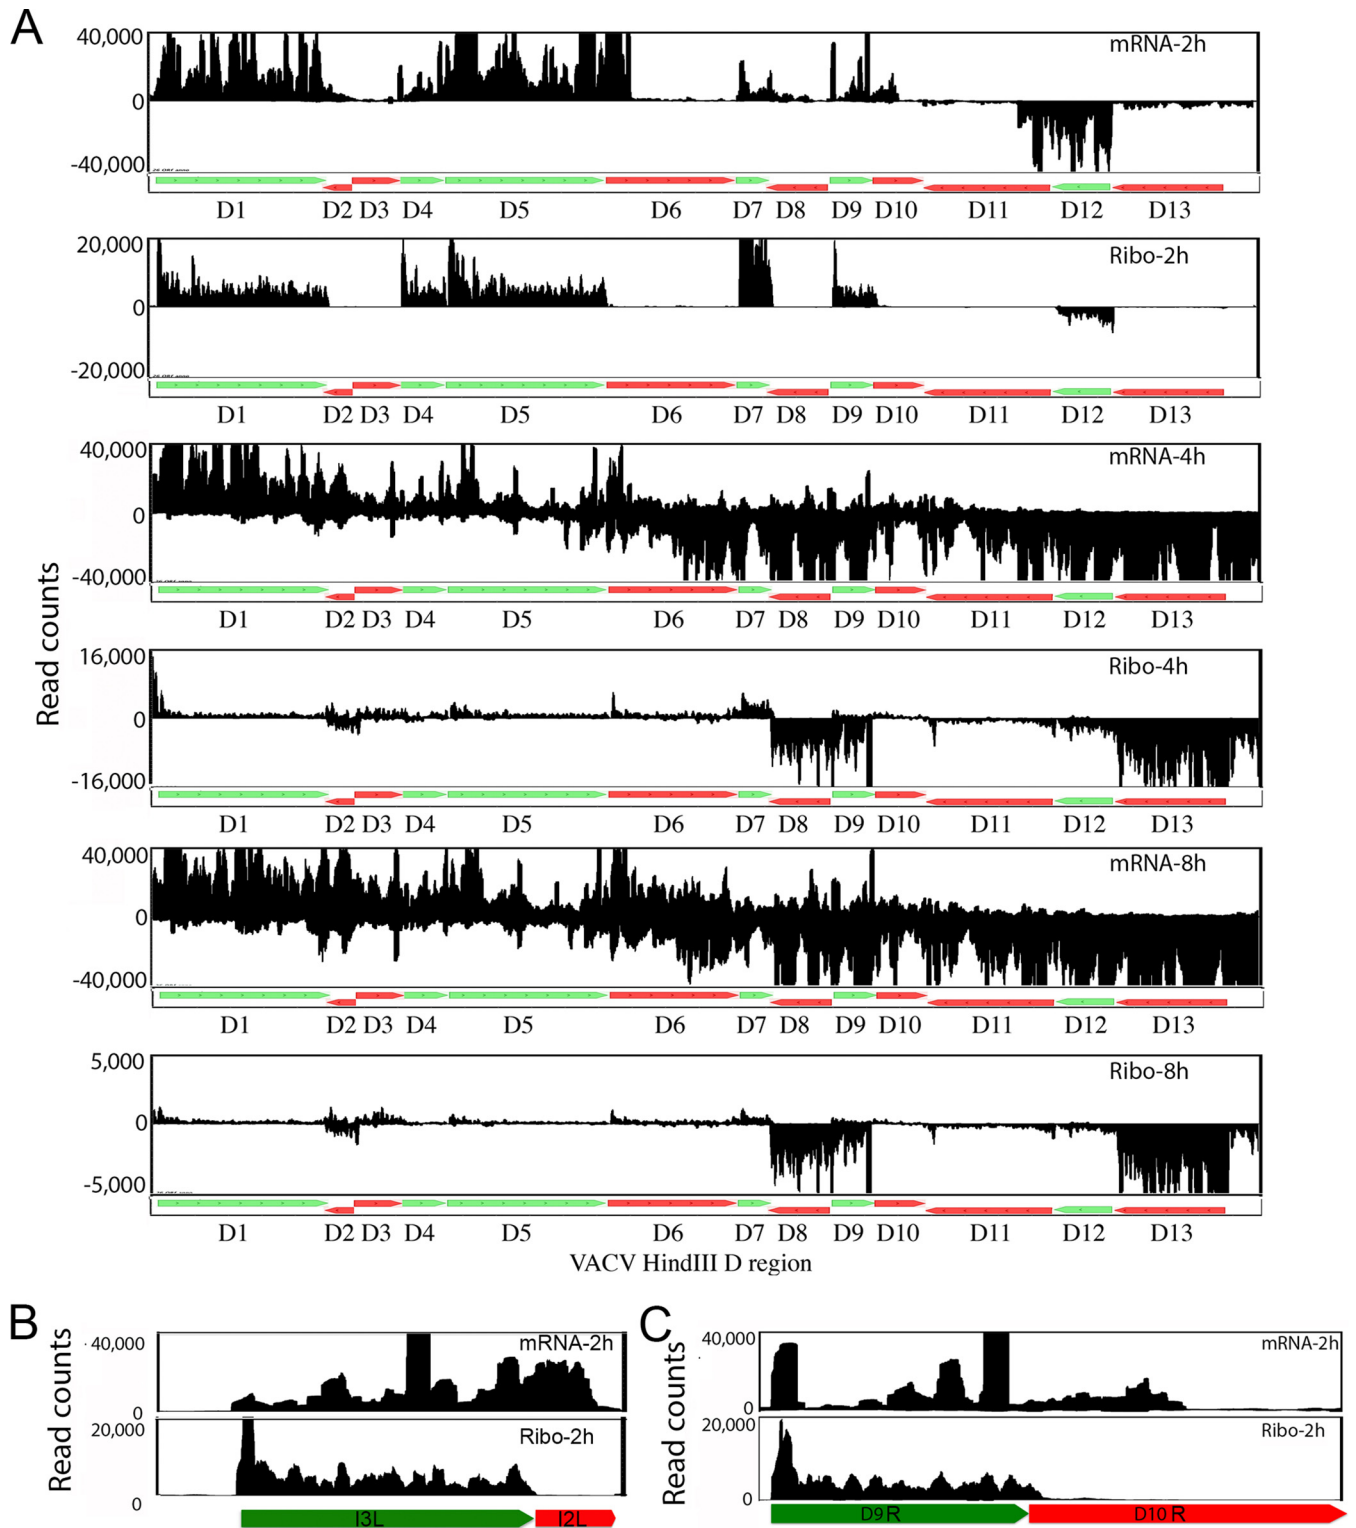 A
40,000
0
-40,000
mRNA-2h
D1 D2 D3 D4 D5 D6 D7 D8 D9 D10 D11 D12 D13
20,000
0
-20,000
Ribo-2h
D1 D2 D3 D4 D5 D6 D7 D8 D9 D10 D11 D12 D13
40,000
0
-40,000
mRNA-4h
D1 D2 D3 D4 D5 D6 D7 D8 D9 D10 D11 D12 D13
Read counts
16,000
0
-16,000
Ribo-4h
D1 D2 D3 D4 D5 D6 D7 D8 D9 D10 D11 D12 D13
40,000
0
-40,000
mRNA-8h
D1 D2 D3 D4 D5 D6 D7 D8 D9 D10 D11 D12 D13
5,000
0
-5,000
Ribo-8h
D1 D2 D3 D4 D5 D6 D7 D8 D9 D10 D11 D12 D13
VACV HindIII D region
B
Read counts
40,000
0
mRNA-2h
20,000
0
Ribo-2h
I3L I2L
C
Read counts
40,000
0
mRNA-2h
20,000
0
Ribo-2h
D9R D10R